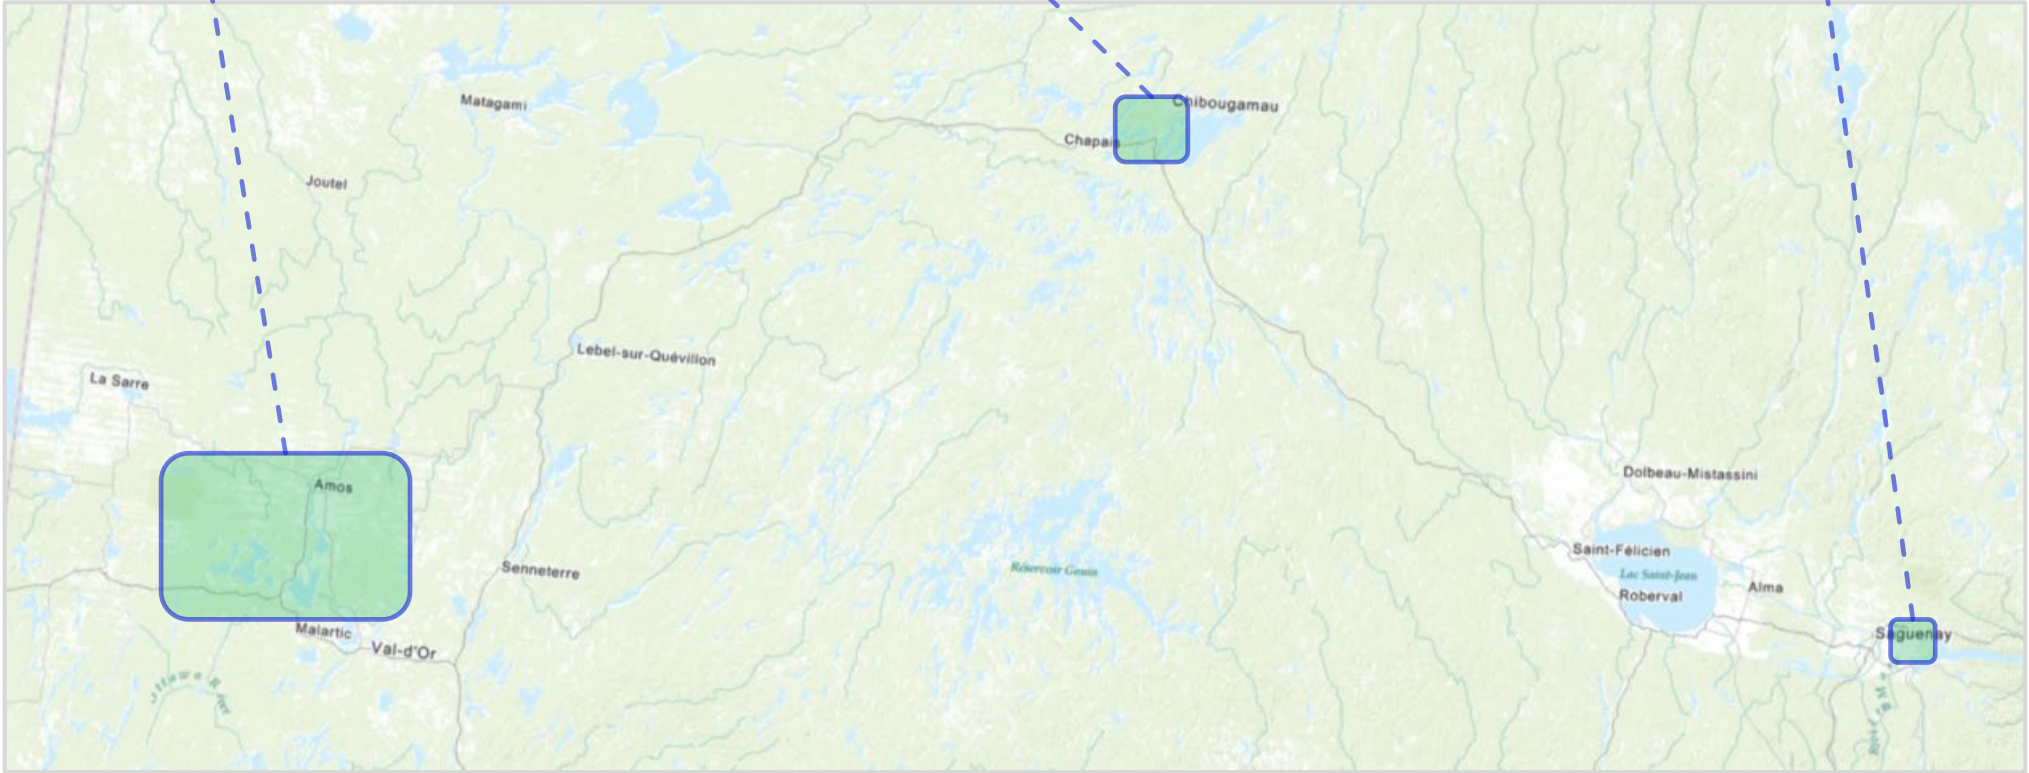 Matagami
Chibougamau
Chapais
Joutel
Lebel-sur-Quévillon
La Sarre
Dolbeau-Mistassini
Amos
Saint-Félicien
Senneterre
Réservoir Gouin
Lac Saint-Jean
Alma
Roberval
Malartic
Saguenay
Val-d'Or